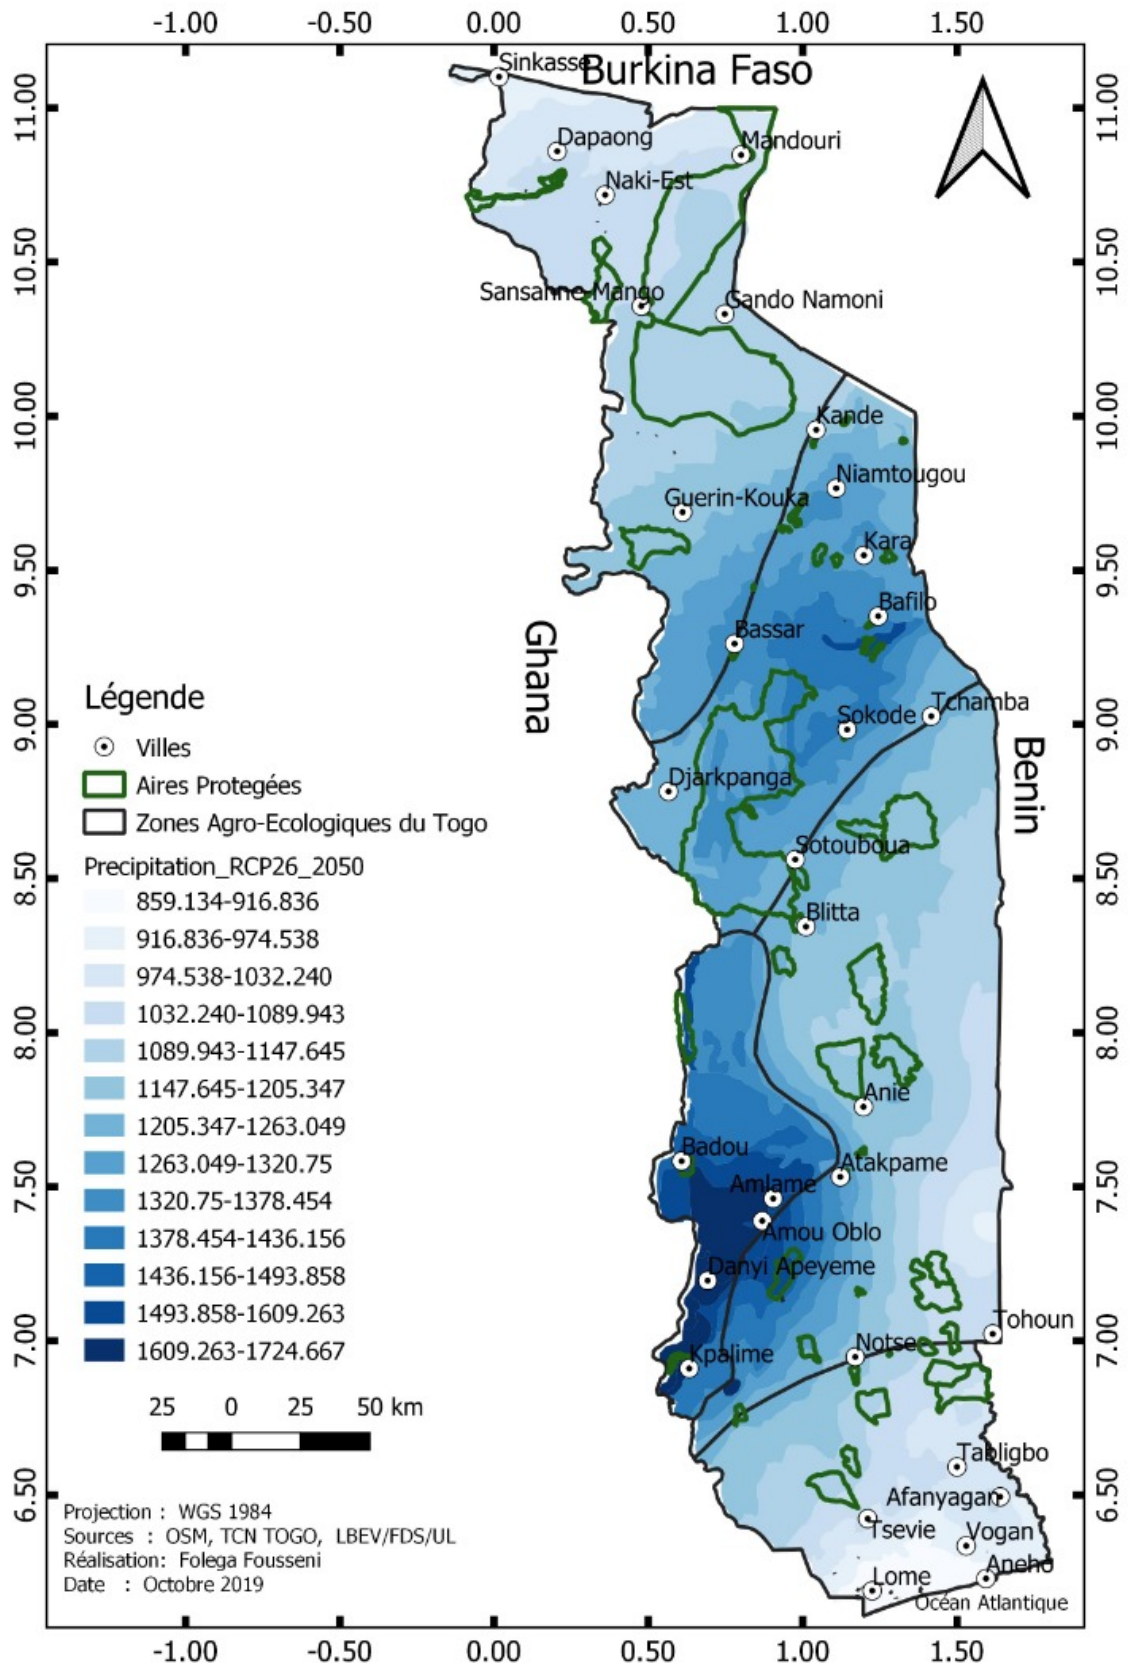 -1.00 -0.50 0.00 0.50 1.00 1.50
Sinkasse
Burkina Faso
11.00 11.00
Dapaong
Mandouri
Naki-Est
10.50 10.50
Sansanne-Mango
Gando Namoni
10.00 10.00
Kande
Niamtougou
Guerin-Kouka
Kara
9.50 9.50
Bafilo
Bassar
Ghana
Légende
Tchamba
Sokode
9.00 9.00
Villes
Benin
Djarkpanga
Aires Protegées
Zones Agro-Ecologiques du Togo
Sotouboua
Precipitation_RCP26_2050
8.50 8.50
859.134-916.836
Blitta
916.836-974.538
974.538-1032.240
1032.240-1089.943
8.00 8.00
1089.943-1147.645
1147.645-1205.347
Anie
1205.347-1263.049
Badou
1263.049-1320.75
Atakpame
7.50 7.50
Amlame
1320.75-1378.454
Amou Oblo
1378.454-1436.156
Danyi Apeyeme
1436.156-1493.858
1493.858-1609.263
Tohoun
7.00 7.00
1609.263-1724.667
Notse
Kpalime
25 0 25 50 km
Tabligbo
6.50 6.50
Afanyagan
Projection : WGS 1984
Tsevie
Vogan
Sources : OSM, TCN TOGO, LBEV/FDS/UL
Réalisation: Folega Fousseni
Aneho
Lome
Date : Octobre 2019
Océan Atlantique
-1.00 -0.50 0.00 0.50 1.00 1.50